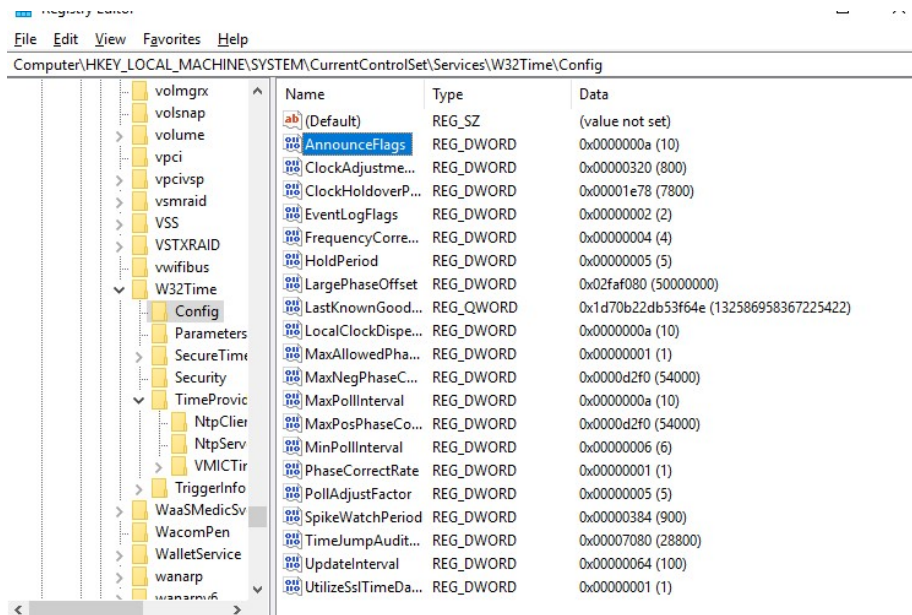 Registry Editor
File Edit View Favorites Help
Computer\HKEY_LOCAL_MACHINE\SYSTEM\CurrentControlSet\Services\W32Time\Config
volmgrx
volsnap
volume
vpci
vpcivsp
vsmraid
VSS
VSTXRAID
vwifibus
W32Time
Config
Parameters
SecureTime
Security
TimeProvid
NtpClier
NtpServ
VMICTir
TriggerInfo
WaaSMedicSv
WacomPen
WalletService
wanarp
wanarpv6
Name Type Data
(Default) REG_SZ (value not set)
AnnounceFlags REG_DWORD 0x0000000a (10)
ClockAdjustme... REG_DWORD 0x00000320 (800)
ClockHoldoverP... REG_DWORD 0x00001e78 (7800)
EventLogFlags REG_DWORD 0x00000002 (2)
FrequencyCorre... REG_DWORD 0x00000004 (4)
HoldPeriod REG_DWORD 0x00000005 (5)
LargePhaseOffset REG_DWORD 0x02faf080 (50000000)
LastKnownGood... REG_QWORD 0x1d70b22db53f64e (132586958367225422)
LocalClockDispe... REG_DWORD 0x0000000a (10)
MaxAllowedPha... REG_DWORD 0x00000001 (1)
MaxNegPhaseC... REG_DWORD 0x0000d2f0 (54000)
MaxPollInterval REG_DWORD 0x0000000a (10)
MaxPosPhaseCo... REG_DWORD 0x0000d2f0 (54000)
MinPollInterval REG_DWORD 0x00000006 (6)
PhaseCorrectRate REG_DWORD 0x00000001 (1)
PollAdjustFactor REG_DWORD 0x00000005 (5)
SpikeWatchPeriod REG_DWORD 0x00000384 (900)
TimeJumpAudit... REG_DWORD 0x00007080 (28800)
UpdateInterval REG_DWORD 0x00000064 (100)
UtilizeSslTimeDa... REG_DWORD 0x00000001 (1)